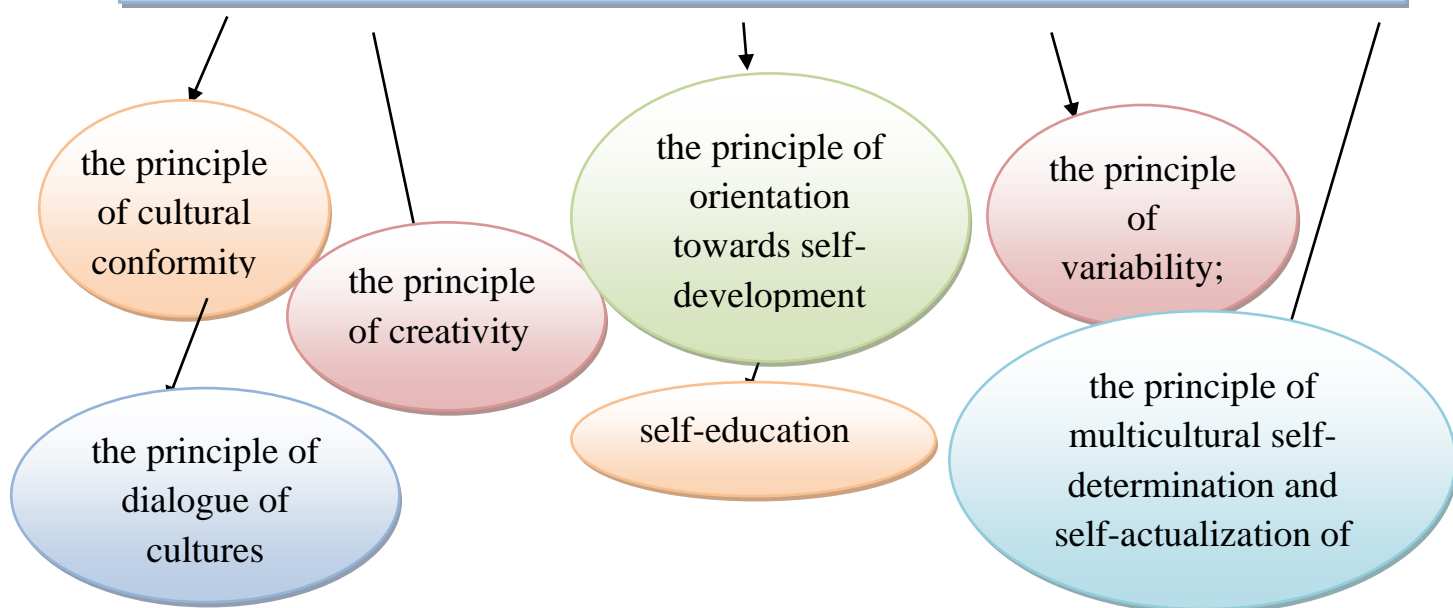 the principle
of cultural
conformity
the principle
of creativity
the principle of
orientation
towards self-
development
the principle
of
variability;
the principle of
dialogue of
cultures
self-education
the principle of
multicultural self-
determination and
self-actualization of